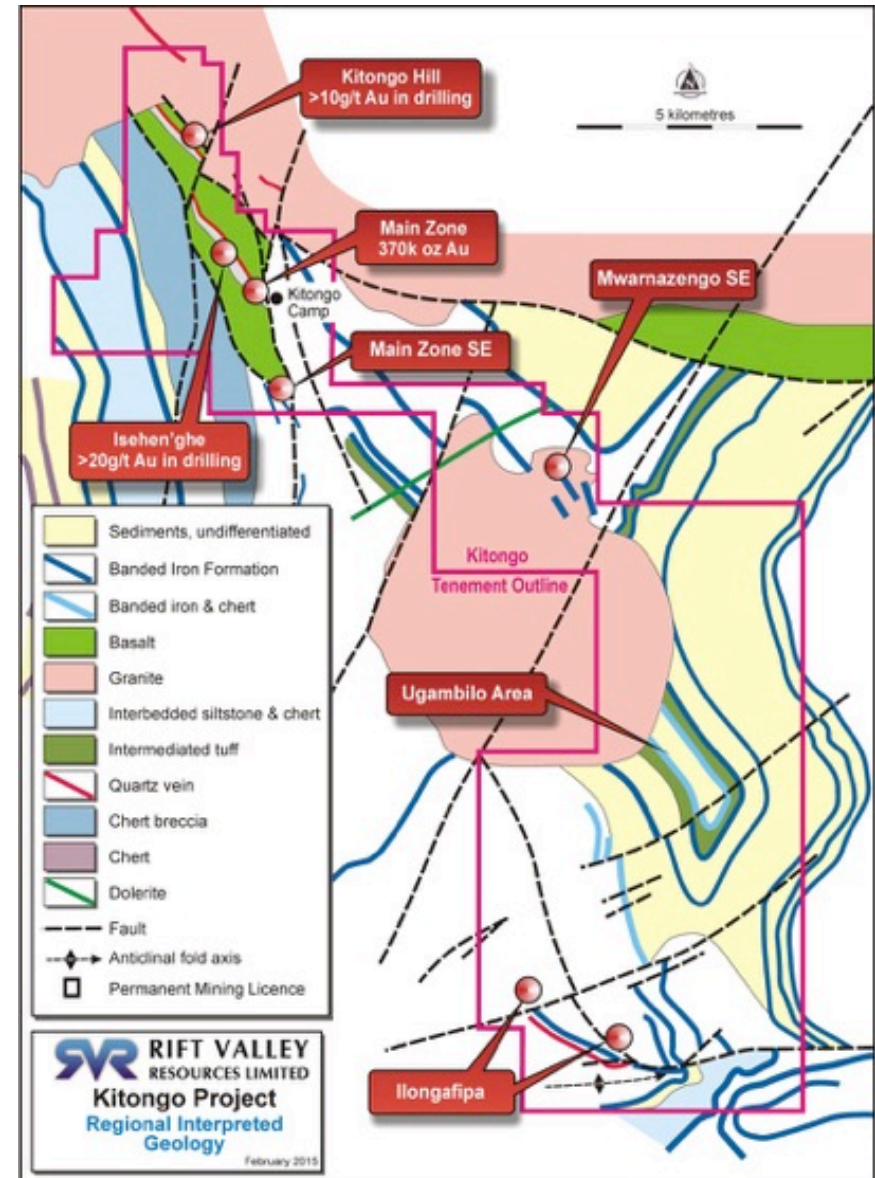 Kitongo Hill
>10g/t Au in drilling
5 kilometres
Main Zone
370k oz Au
Mwarnazengo SE
Kitongo
Camp
Main Zone SE
Isehen'ghe
>20g/t Au in drilling
Kitongo
Tenement Outline
Ugambilo Area
Sediments, undifferentiated
Banded Iron Formation
Banded iron & chert
Basalt
Granite
Interbedded siltstone & chert
Intermediated tuff
Quartz vein
Chert breccia
Chert
Dolerite
Fault
Anticlinal fold axis
Permanent Mining Licence
Ilongafipa
RVR RIFT VALLEY
RESOURCES LIMITED
Kitongo Project
Regional Interpreted
Geology
February 2015